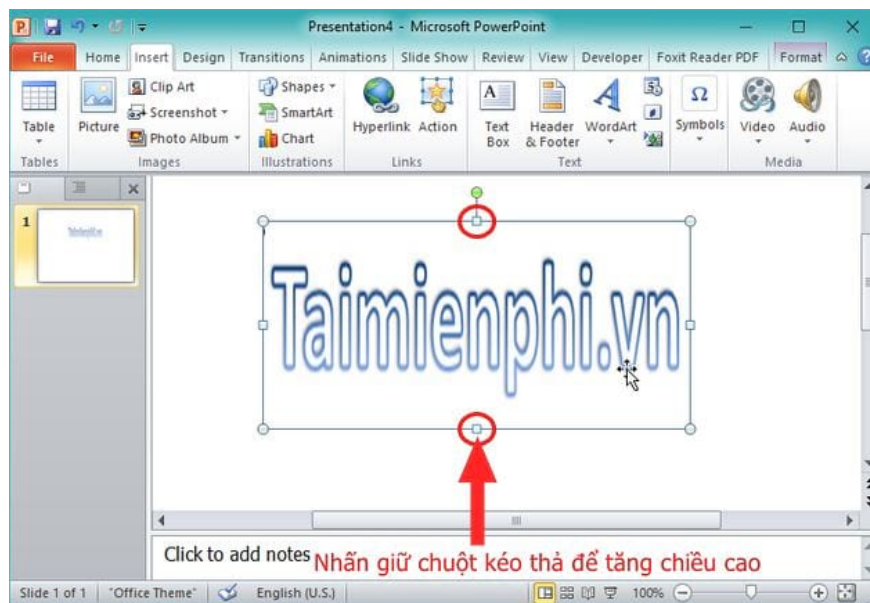 Presentation4 - Microsoft PowerPoint
File Home Insert Design Transitions Animations Slide Show Review View Developer Foxit Reader PDF Format
Table
Picture
Clip Art
Screenshot
Photo Album
Shapes
SmartArt
Chart
Hyperlink Action
Text Box
Header & Footer
WordArt
Symbols
Video Audio
Tables Images Illustrations Links Text Media
1
Taimienphi.vn
Click to add notes
Nhấn giữ chuột kéo thả để tăng chiều cao
Slide 1 of 1 "Office Theme" English (U.S.) 100%